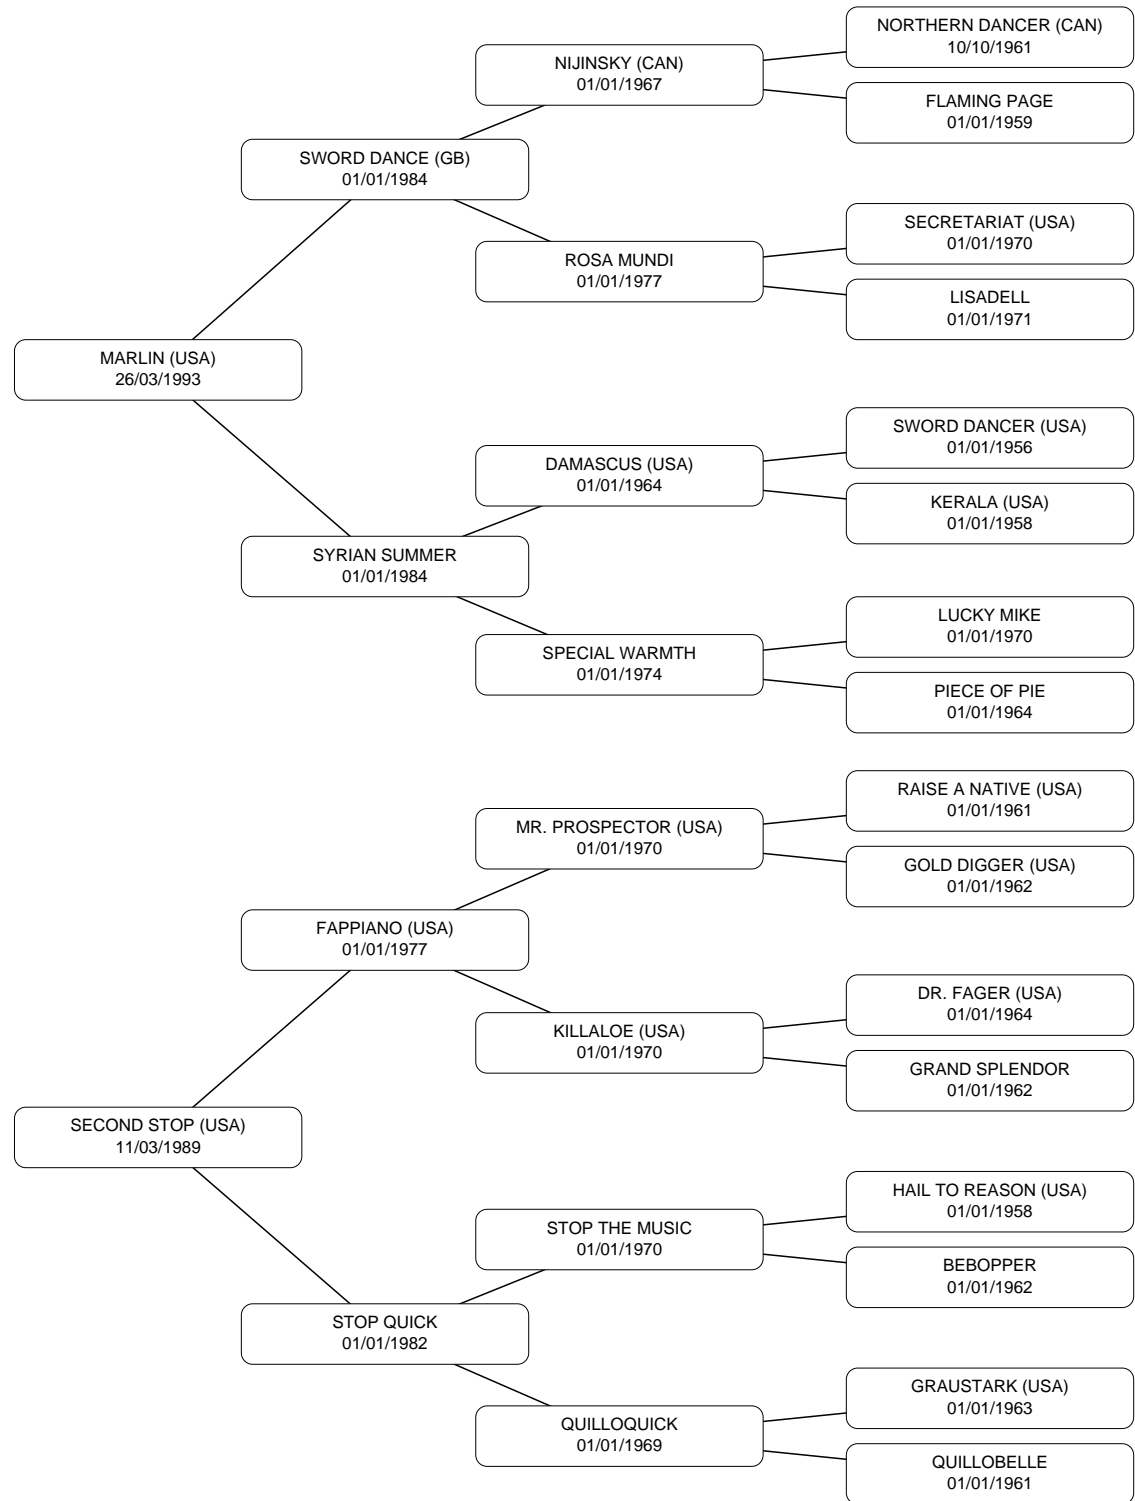 NORTHERN DANCER (CAN)
10/10/1961
NIJINSKY (CAN)
01/01/1967
FLAMING PAGE
01/01/1959
SWORD DANCE (GB)
01/01/1984
SECRETARIAT (USA)
01/01/1970
ROSA MUNDI
01/01/1977
LISADELL
01/01/1971
MARLIN (USA)
26/03/1993
SWORD DANCER (USA)
01/01/1956
DAMASCUS (USA)
01/01/1964
KERALA (USA)
01/01/1958
SYRIAN SUMMER
01/01/1984
LUCKY MIKE
01/01/1970
SPECIAL WARMTH
01/01/1974
PIECE OF PIE
01/01/1964
RAISE A NATIVE (USA)
01/01/1961
MR. PROSPECTOR (USA)
01/01/1970
GOLD DIGGER (USA)
01/01/1962
FAPPIANO (USA)
01/01/1977
DR. FAGER (USA)
01/01/1964
KILLALOE (USA)
01/01/1970
GRAND SPLENDOR
01/01/1962
SECOND STOP (USA)
11/03/1989
HAIL TO REASON (USA)
01/01/1958
STOP THE MUSIC
01/01/1970
BEBOPPER
01/01/1962
STOP QUICK
01/01/1982
GRAUSTARK (USA)
01/01/1963
QUILLOQUICK
01/01/1969
QUILLOBELLE
01/01/1961